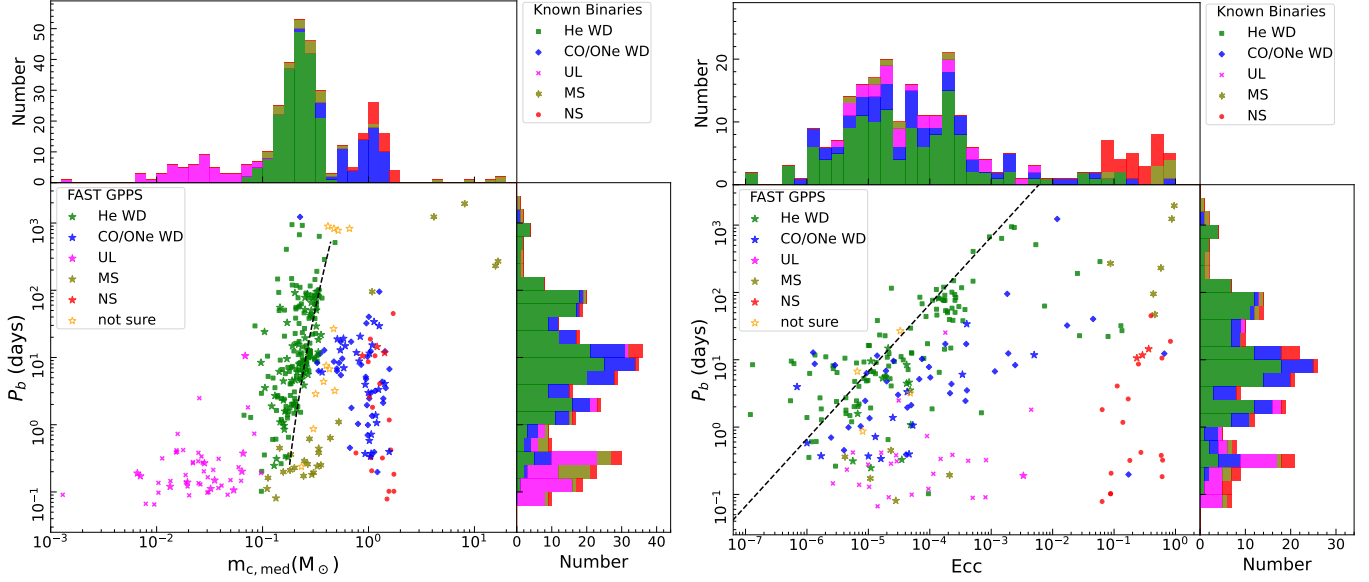 Known Binaries
He WD
CO/ONe WD
UL
MS
NS
Number
50
40
30
20
10
0
FAST GPPS
He WD
CO/ONe WD
UL
MS
NS
not sure
P_b (days)
10^3
10^2
10^1
10^0
10^-1
10^-3
10^-2
10^-1
10^0
10^1
m_c, med(M_⊙)
0 10 20 30 40
Number
Known Binaries
He WD
CO/ONe WD
UL
MS
NS
Number
20
10
0
FAST GPPS
He WD
CO/ONe WD
UL
MS
NS
not sure
P_b (days)
10^3
10^2
10^1
10^0
10^-1
10^-7 10^-6 10^-5 10^-4 10^-3 10^-2 10^-1 10^0
Ecc
0 10 20 30
Number